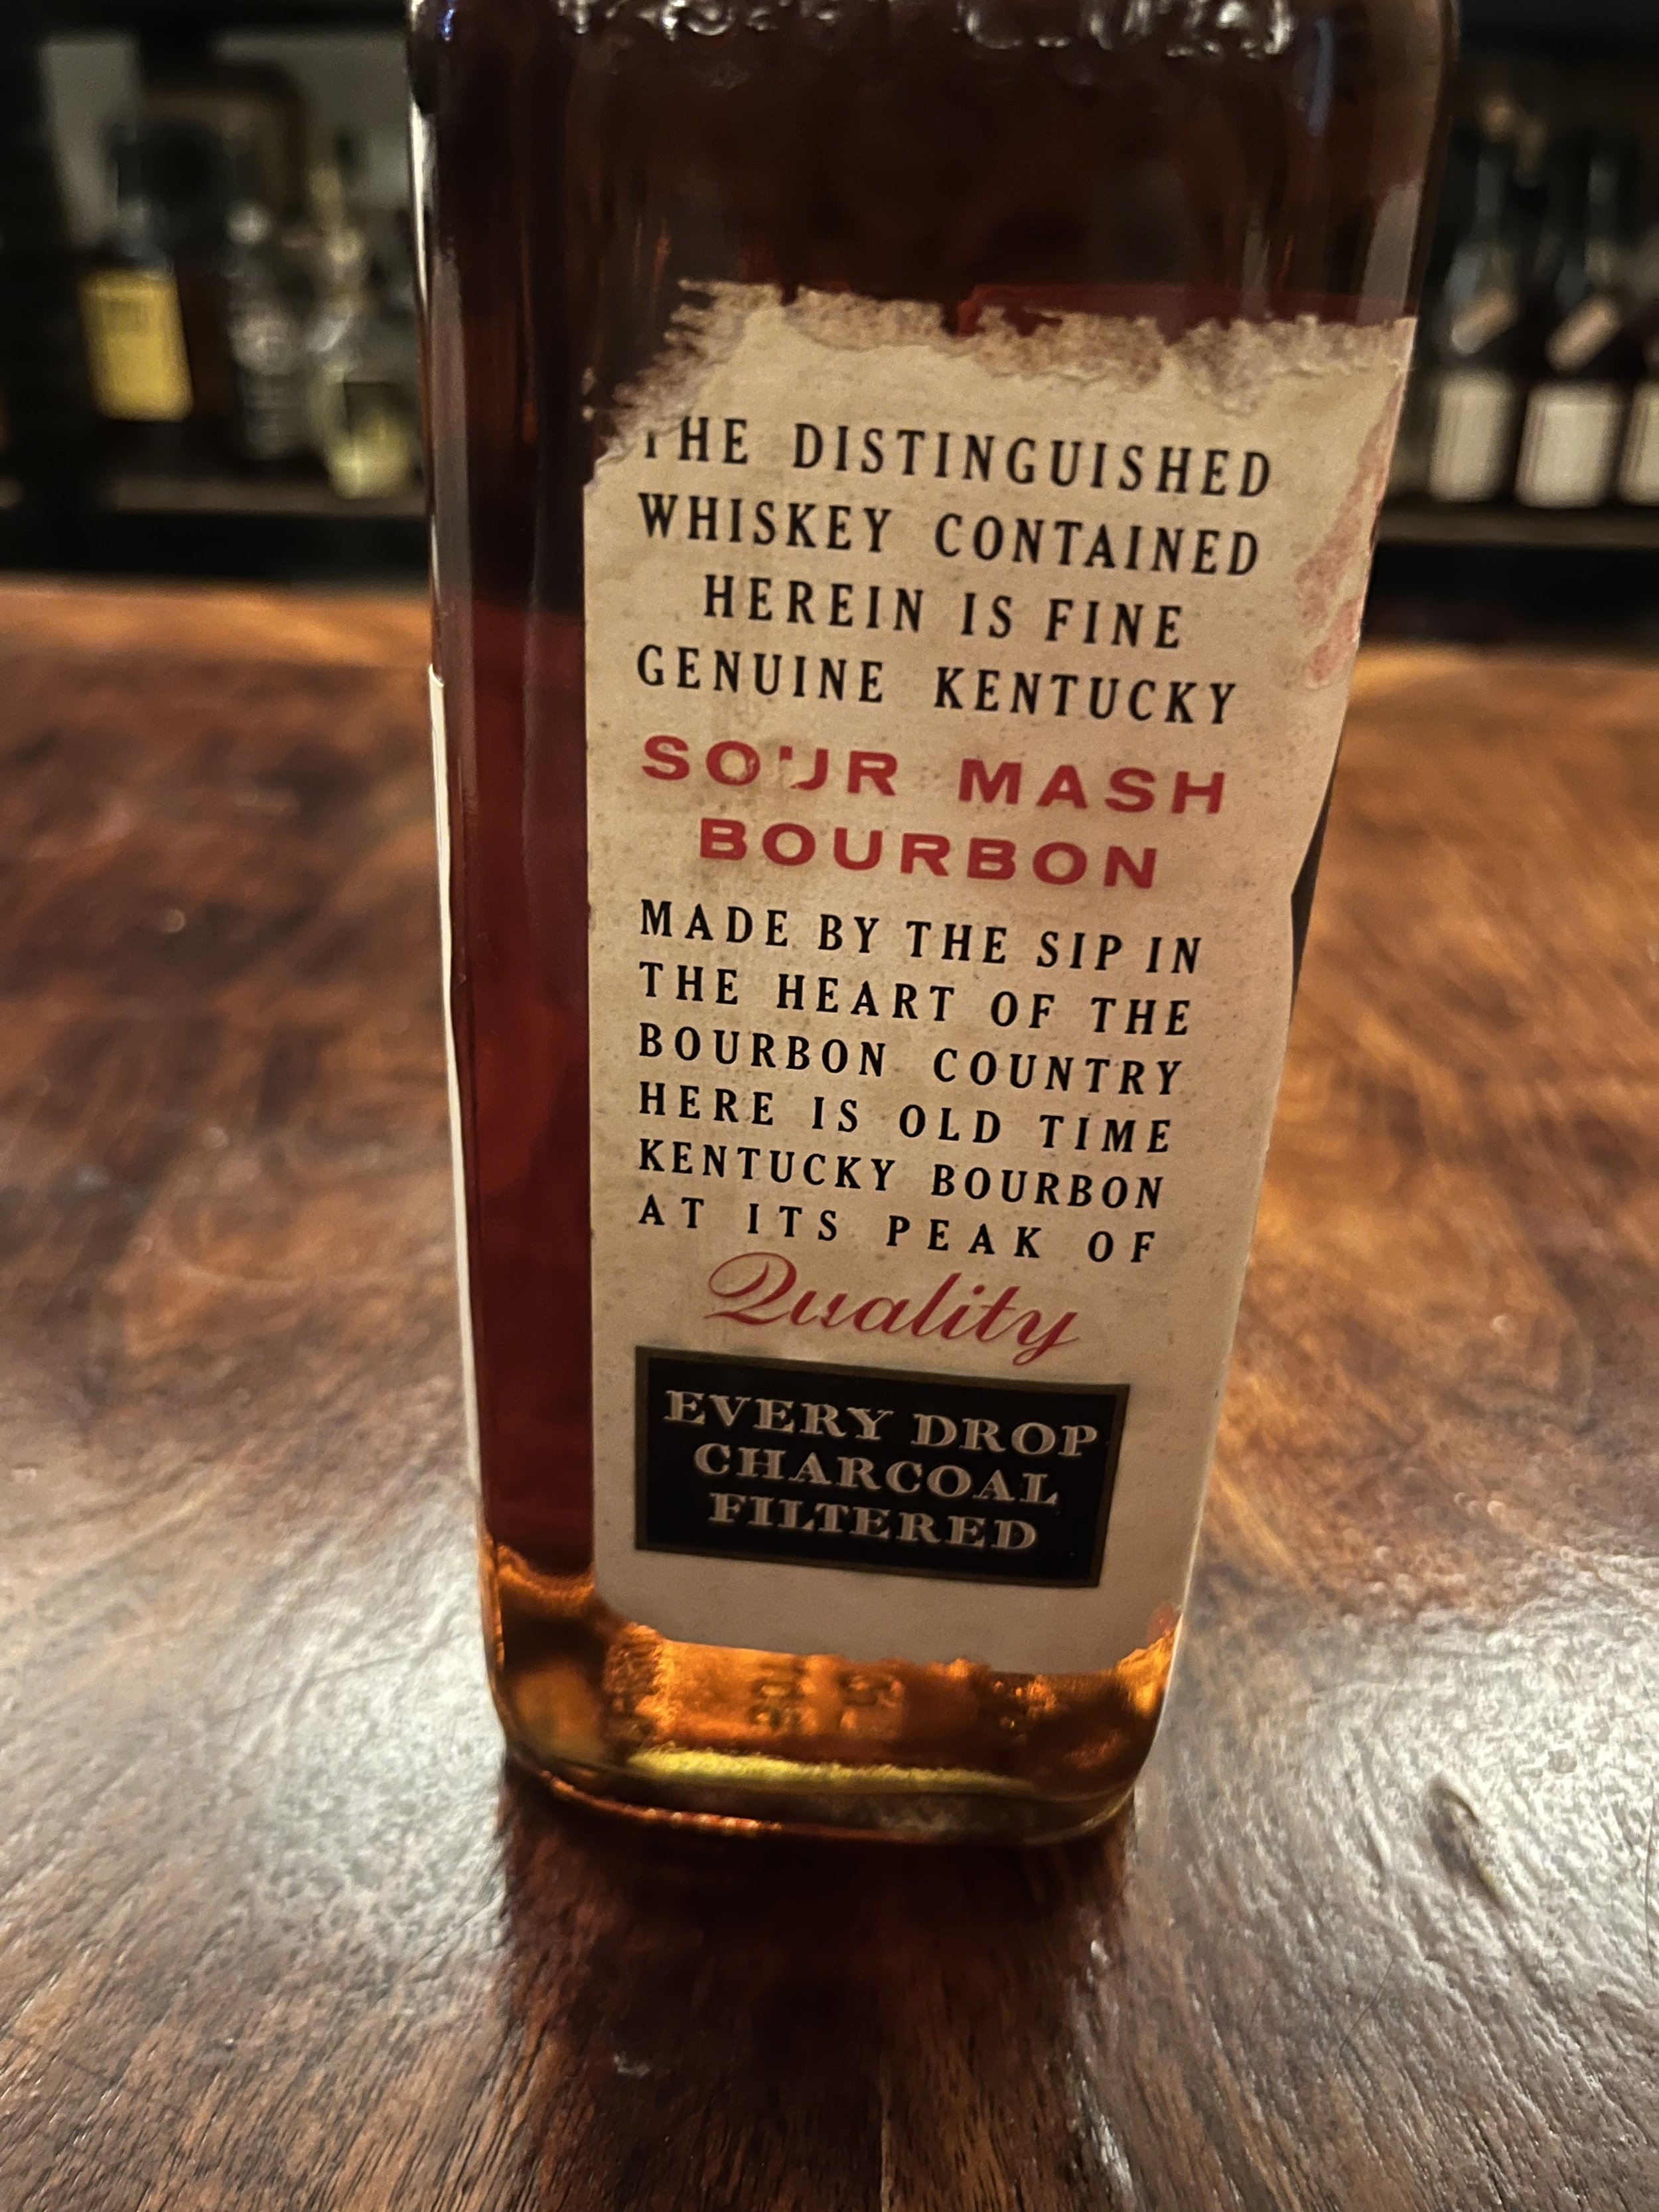 THE DISTINGUISHED
WHISKEY CONTAINED
HEREIN IS FINE
GENUINE KENTUCKY
SOUR MASH
BOURBON
MADE BY THE SIP IN
THE HEART OF THE
BOURBON COUNTRY
HERE IS OLD TIME
KENTUCKY BOURBON
AT ITS PEAK OF
Quality
EVERY DROP
CHARCOAL
FILTERED